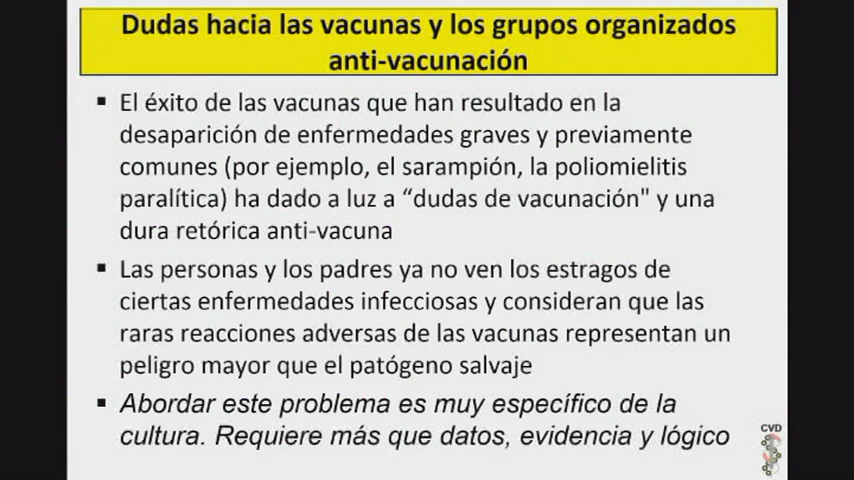 Dudas hacia las vacunas y los grupos organizados
anti-vacunación
▪ El éxito de las vacunas que han resultado en la
desaparición de enfermedades graves y previamente
comunes (por ejemplo, el sarampión, la poliomielitis
paralítica) ha dado a luz a “dudas de vacunación" y una
dura retórica anti-vacuna
▪ Las personas y los padres ya no ven los estragos de
ciertas enfermedades infecciosas y consideran que las
raras reacciones adversas de las vacunas representan un
peligro mayor que el patógeno salvaje
▪ Abordar este problema es muy específico de la
cultura. Requiere más que datos, evidencia y lógico
CVD